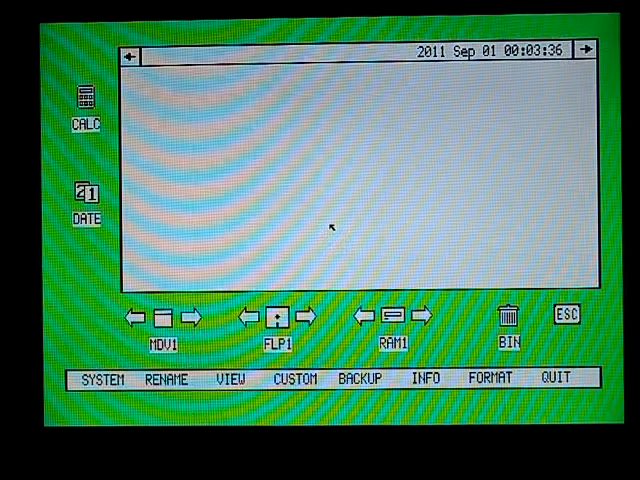 2011 Sep 01 00:03:36
CALC
21
DATE
MDV1 FLP1 RAM1 BIN ESC
SYSTEM RENAME VIEW CUSTOM BACKUP INFO FORMAT QUIT